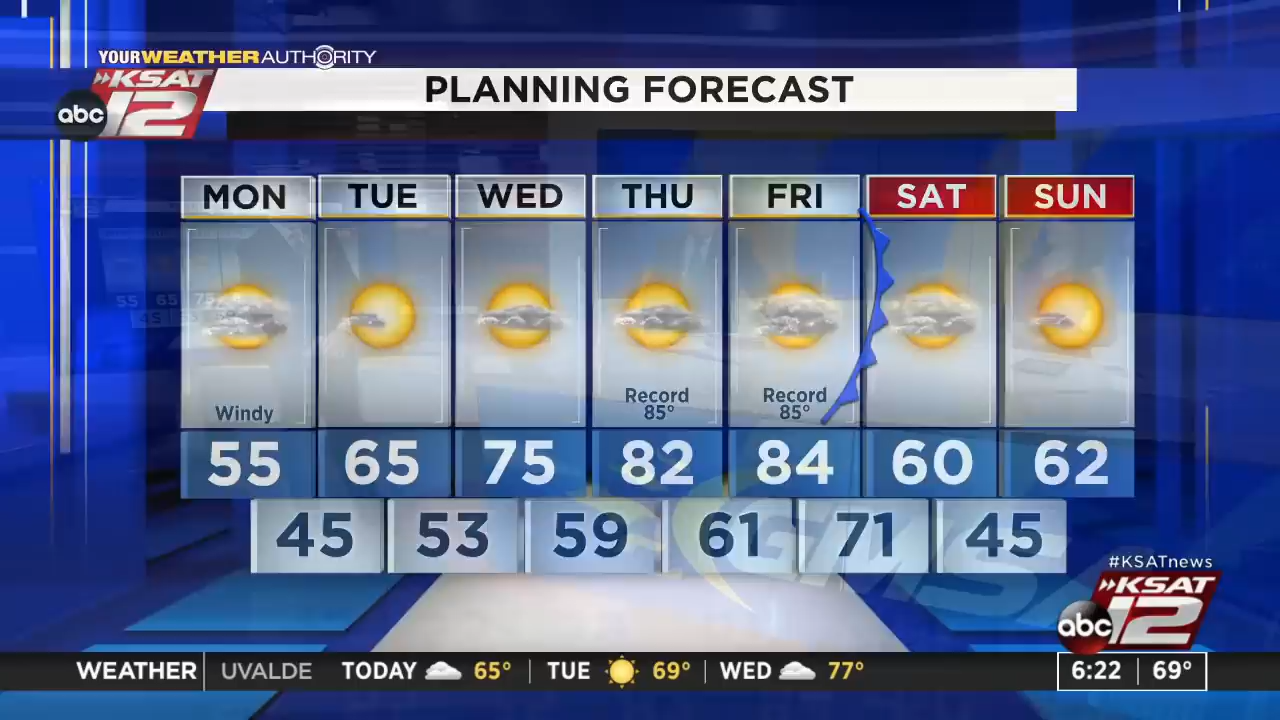 YOURWEATHERAUTHORITY
KSAT
abc 12
PLANNING FORECAST
MON TUE WED THU FRI SAT SUN
Windy
Record
85°
Record
85°
55 65 75 82 84 60 62
45 53 59 61 71 45
#KSATnews
KSAT
abc 12
WEATHER UVALDE TODAY 65° TUE 69° WED 77° 6:22 69°